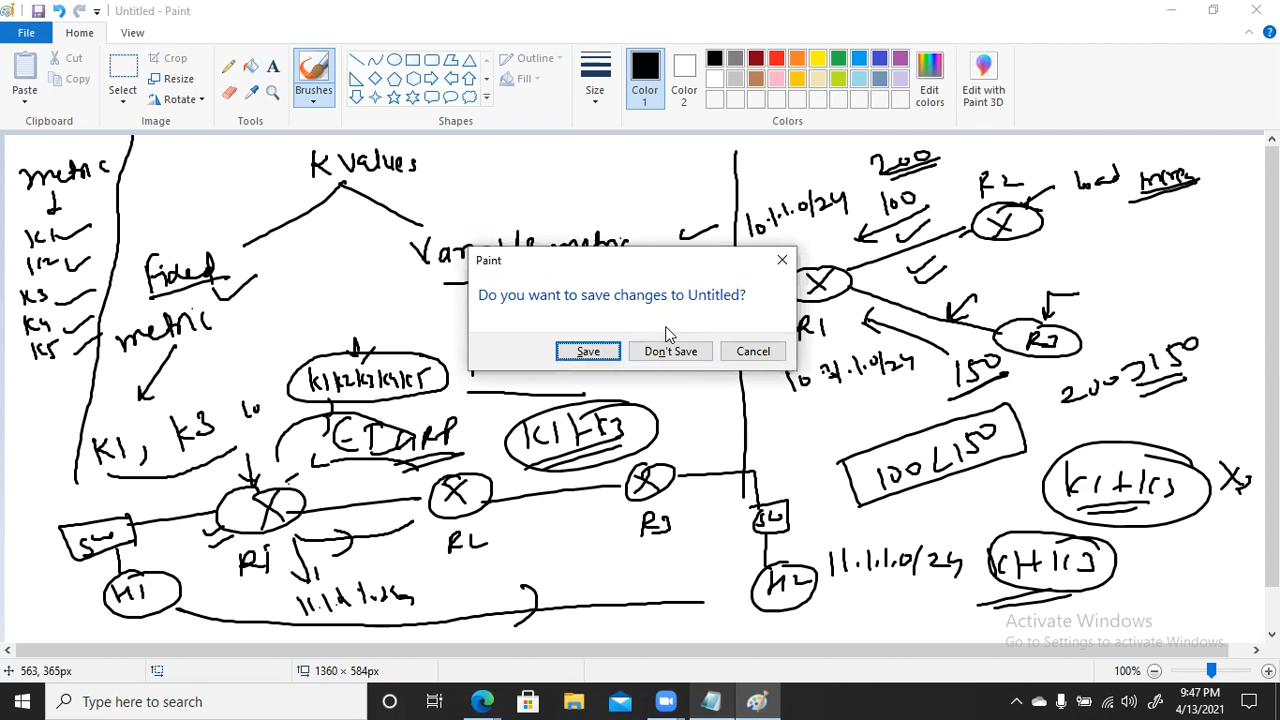 Untitled - Paint
File
Home
View
Paste
Cut
Copy
Clipboard
Select
Crop
Resize
Rotate
Image
Tools
Brushes
Outline
Fill
Shapes
Size
Color 1
Color 2
Edit colors
Edit with Paint 3D
Colors
metric
K1
K2
K3
K4
K5
K Values
Fixed
metric
K1, K3
K1K2K3K4K5
EIGRP
K1+K3
Paint
Do you want to save changes to Untitled?
Save
Don't Save
Cancel
200
10.1.1.0/24
100
R2
load
X
X
R1
R3
150
200>150
100<150
K1+K3
X
SW
X
R1
X
R2
X
R3
SW
H1
H2
11.1.1.0/24
K1+K3
Activate Windows
Go to Settings to activate Windows.
563, 365px
1360 × 584px
100%
Type here to search
9:47 PM
4/13/2021